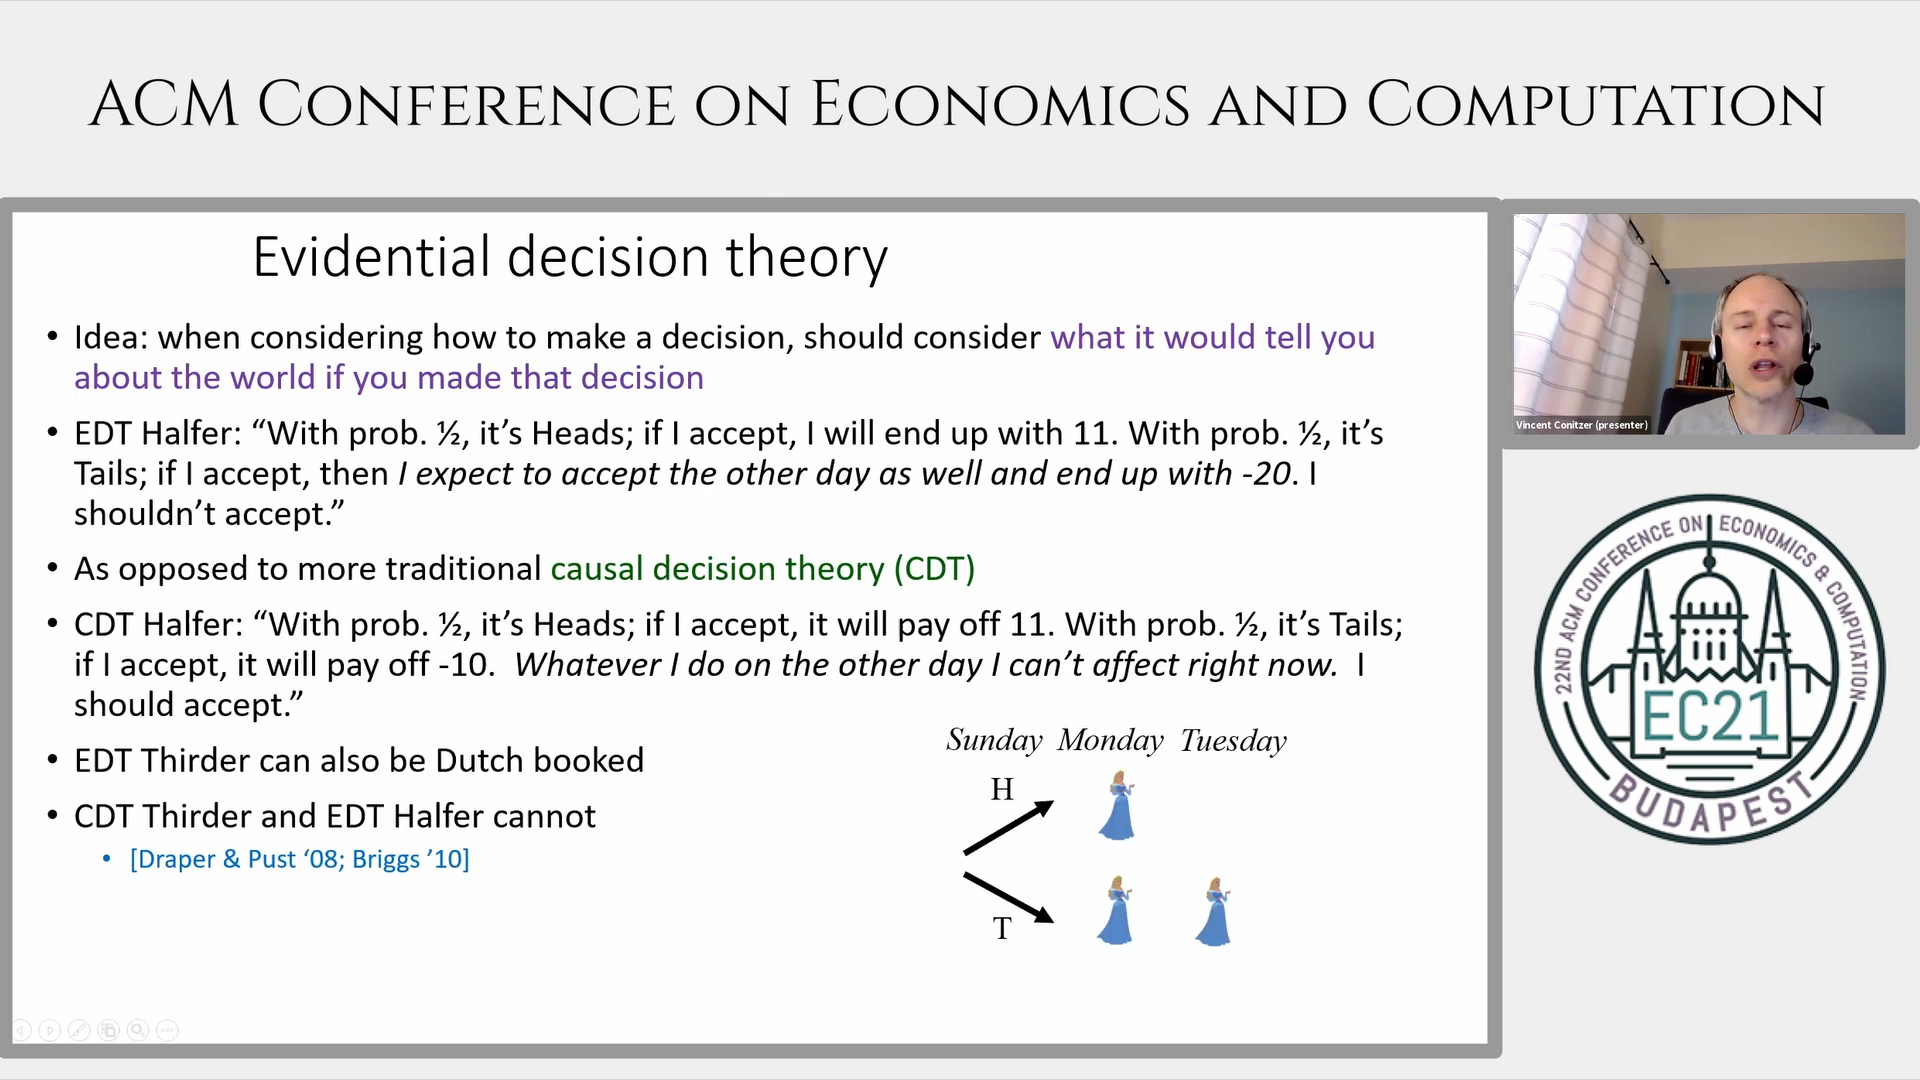 ACM CONFERENCE ON ECONOMICS AND COMPUTATION
Evidential decision theory
• Idea: when considering how to make a decision, should consider what it would tell you
about the world if you made that decision
• EDT Halfer: “With prob. ½, it’s Heads; if I accept, I will end up with 11. With prob. ½, it’s
Tails; if I accept, then I expect to accept the other day as well and end up with -20. I
shouldn’t accept.”
• As opposed to more traditional causal decision theory (CDT)
• CDT Halfer: “With prob. ½, it’s Heads; if I accept, it will pay off 11. With prob. ½, it’s Tails;
if I accept, it will pay off -10. Whatever I do on the other day I can’t affect right now. I
should accept.”
• EDT Thirder can also be Dutch booked
• CDT Thirder and EDT Halfer cannot
• [Draper & Pust ‘08; Briggs ’10]
Sunday Monday Tuesday
H
T
Vincent Conitzer (presenter)
22ND ACM CONFERENCE ON ECONOMICS & COMPUTATION
EC21
BUDAPEST